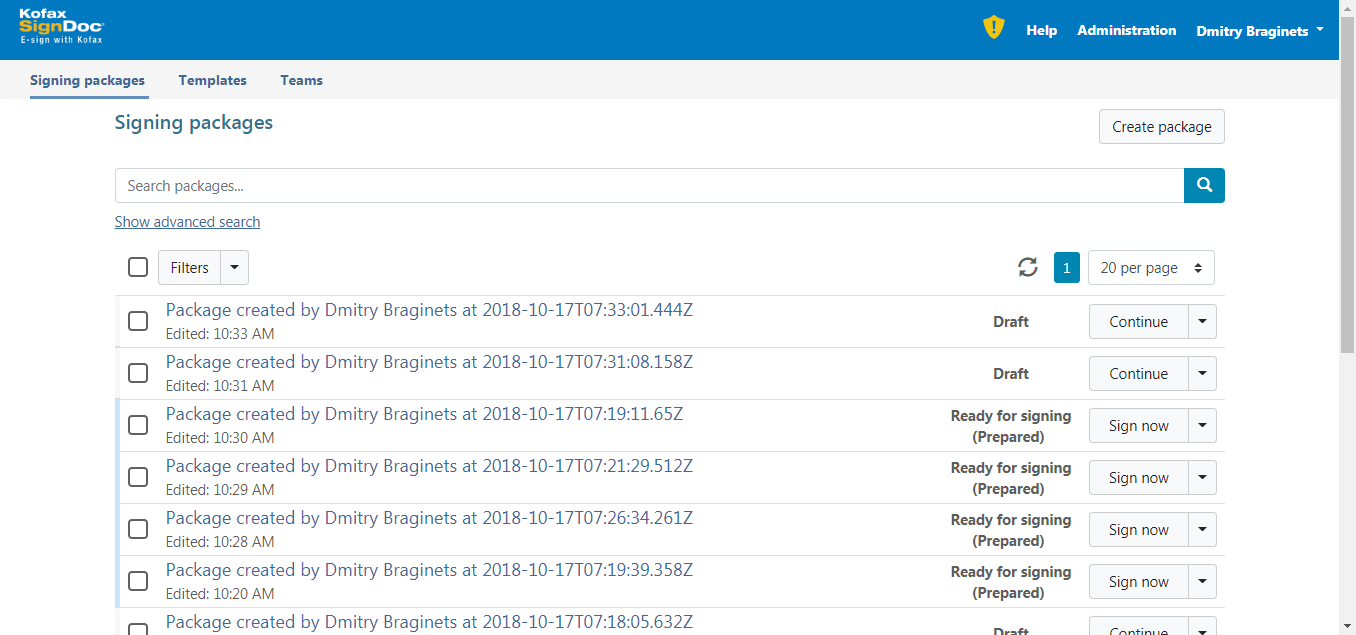 Kofax
SignDoc
E-sign with Kofax
Help
Administration
Dmitry Braginets
Signing packages
Templates
Teams
Signing packages
Create package
Search packages...
Show advanced search
Filters
1
20 per page
Package created by Dmitry Braginets at 2018-10-17T07:33:01.444Z
Edited: 10:33 AM
Draft
Continue
Package created by Dmitry Braginets at 2018-10-17T07:31:08.158Z
Edited: 10:31 AM
Draft
Continue
Package created by Dmitry Braginets at 2018-10-17T07:19:11.65Z
Edited: 10:30 AM
Ready for signing
(Prepared)
Sign now
Package created by Dmitry Braginets at 2018-10-17T07:21:29.512Z
Edited: 10:29 AM
Ready for signing
(Prepared)
Sign now
Package created by Dmitry Braginets at 2018-10-17T07:26:34.261Z
Edited: 10:28 AM
Ready for signing
(Prepared)
Sign now
Package created by Dmitry Braginets at 2018-10-17T07:19:39.358Z
Edited: 10:20 AM
Ready for signing
(Prepared)
Sign now
Package created by Dmitry Braginets at 2018-10-17T07:18:05.632Z
Draft
Continue